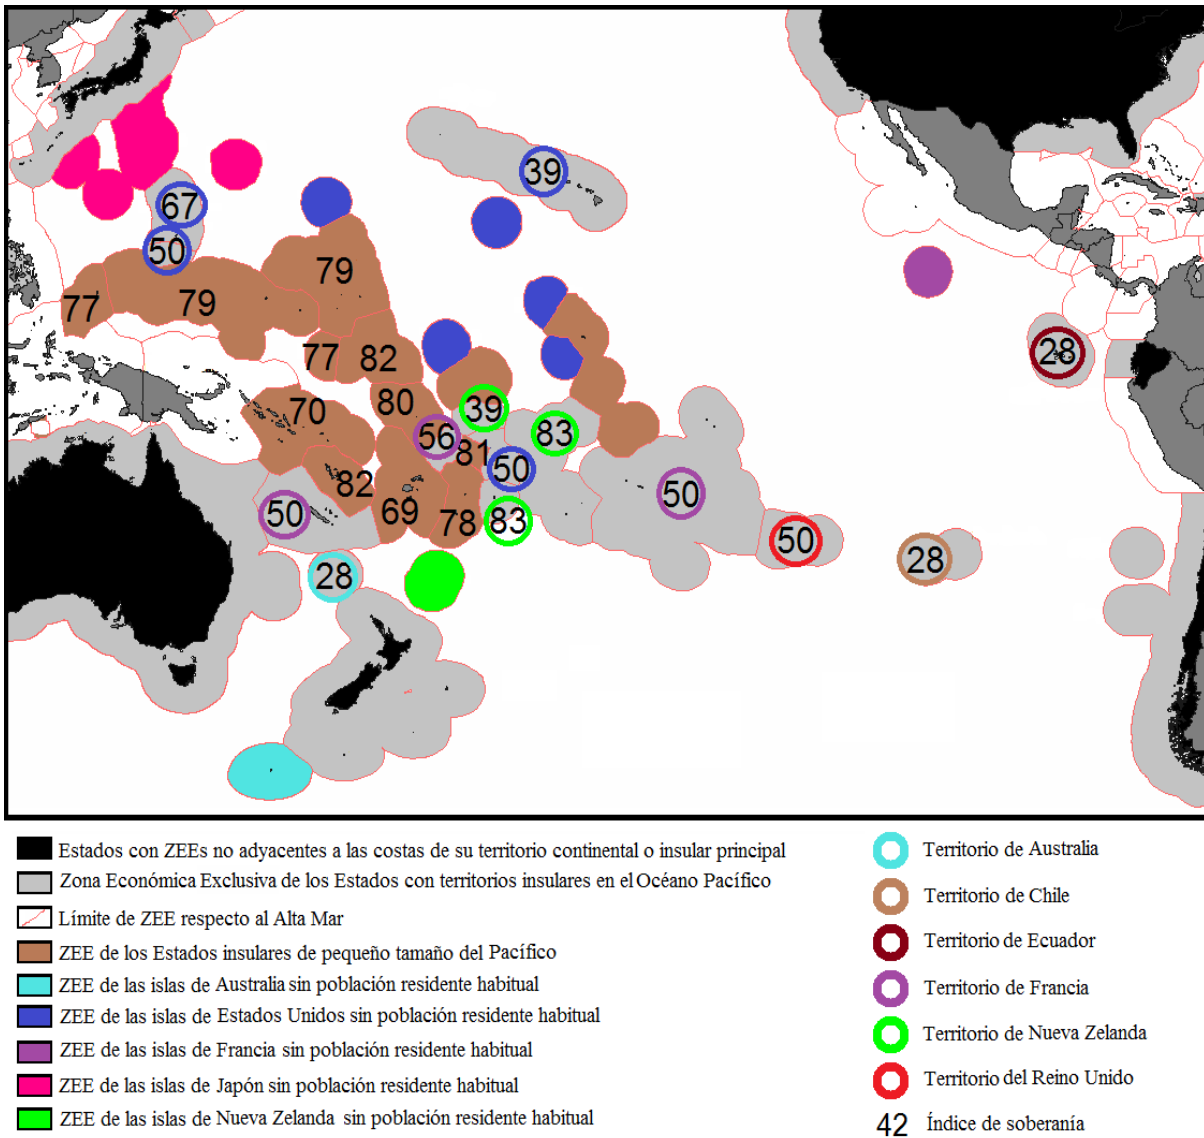 39
67
50
79
77
79
28
77
82
80
70
39
83
56
81
50
82
50
50
69
78
83
50
28
28
Estados con ZEEs no adyacentes a las costas de su territorio continental o insular principal
Zona Económica Exclusiva de los Estados con territorios insulares en el Océano Pacífico
Límite de ZEE respecto al Alta Mar
ZEE de los Estados insulares de pequeño tamaño del Pacífico
ZEE de las islas de Australia sin población residente habitual
ZEE de las islas de Estados Unidos sin población residente habitual
ZEE de las islas de Francia sin población residente habitual
ZEE de las islas de Japón sin población residente habitual
ZEE de las islas de Nueva Zelanda sin población residente habitual
Territorio de Australia
Territorio de Chile
Territorio de Ecuador
Territorio de Francia
Territorio de Nueva Zelanda
Territorio del Reino Unido
42 Índice de soberanía